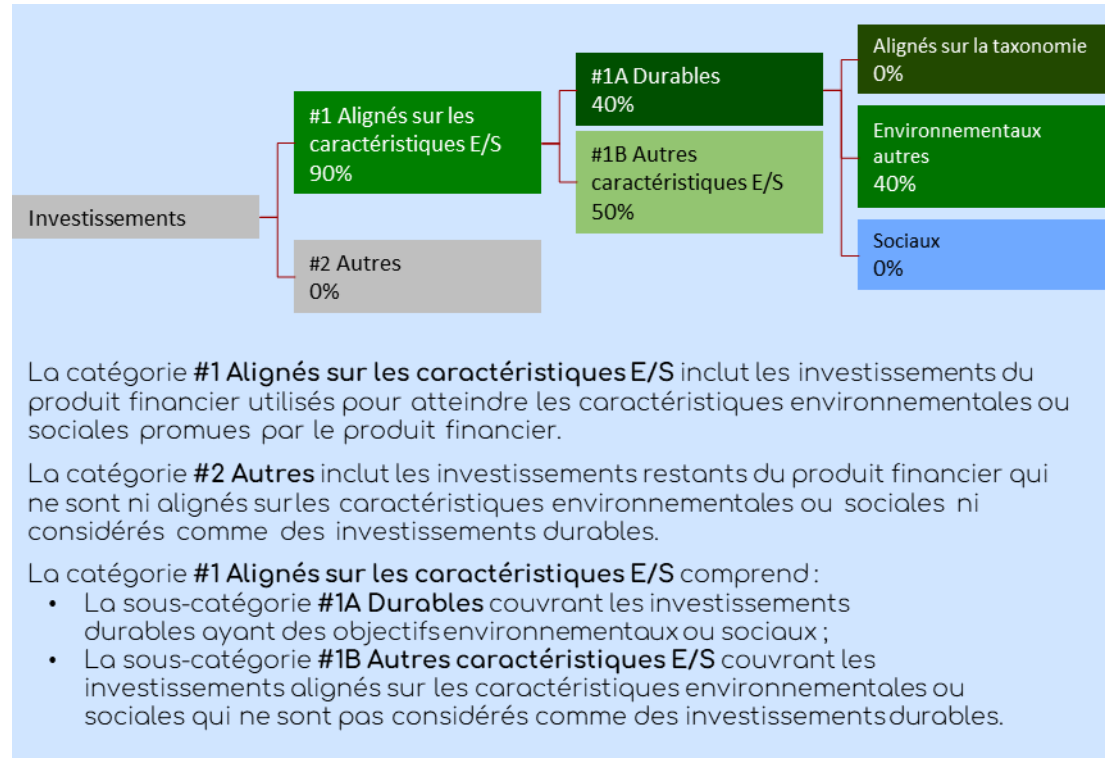 Investissements
#1 Alignés sur les
caractéristiques E/S
90%
#2 Autres
0%
#1A Durables
40%
#1B Autres
caractéristiques E/S
50%
Alignés sur la taxonomie
0%
Environnementaux
autres
40%
Sociaux
0%
La catégorie #1 Alignés sur les caractéristiques E/S inclut les investissements du
produit financier utilisés pour atteindre les caractéristiques environnementales ou
sociales promues par le produit financier.
La catégorie #2 Autres inclut les investissements restants du produit financier qui
ne sont ni alignés surles caractéristiques environnementales ou sociales ni
considérés comme des investissements durables.
La catégorie #1 Alignés sur les caractéristiques E/S comprend :
• La sous-catégorie #1A Durables couvrant les investissements
durables ayant des objectifs environnementaux ou sociaux ;
• La sous-catégorie #1B Autres caractéristiques E/S couvrant les
investissements alignés sur les caractéristiques environnementales ou
sociales qui ne sont pas considérés comme des investissements durables.